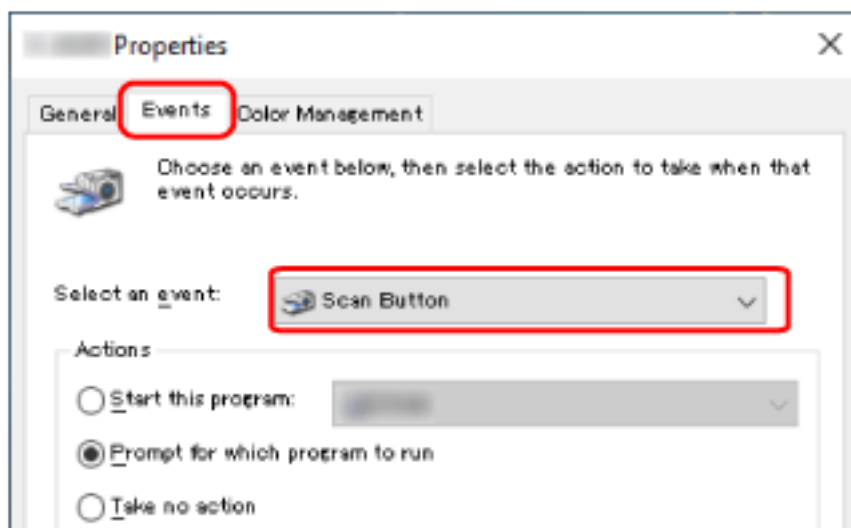 Properties
General Events Color Management
Choose an event below, then select the action to take when that
event occurs.
Select an event: Scan Button
Actions
Start this program:
Prompt for which program to run
Take no action